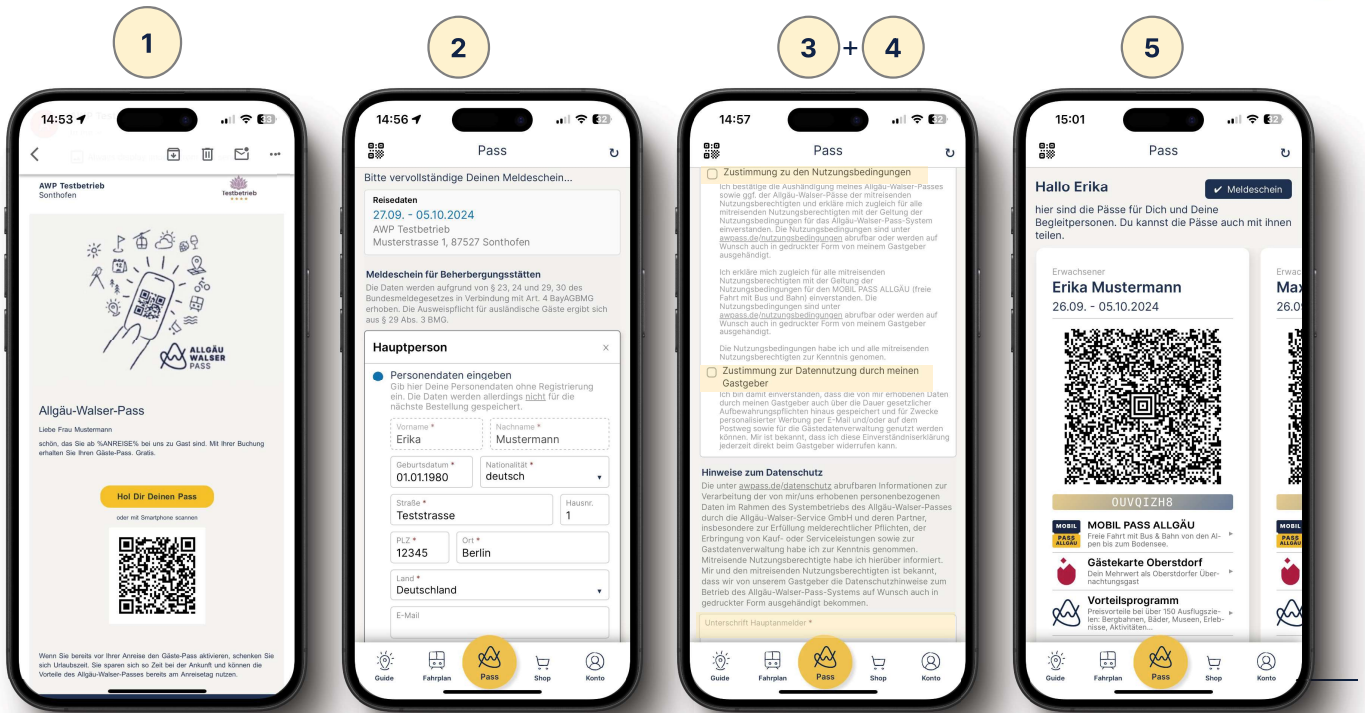 1
2
3 + 4
5
14:53
AWP Testbetrieb
Sonthofen
Testbetrieb
ALLGÄU
WALSER
PASS
Allgäu-Walser-Pass
Liebe Frau Mustermann
schön, das Sie ab %ANREISE% bei uns zu Gast sind. Mit Ihrer Buchung
erhalten Sie Ihren Gäste-Pass. Gratis.
Hol Dir Deinen Pass
oder mit Smartphone scannen
Wenn Sie bereits vor Ihrer Anreise den Gäste-Pass aktivieren, schenken Sie
sich Urlaubszeit. Sie sparen sich so Zeit bei der Ankunft und können die
Vorteile des Allgäu-Walser-Passes bereits am Anreisetag nutzen.
14:56
32
Pass
Bitte vervollständige Deinen Meldeschein...
Reisedaten
27.09. - 05.10.2024
AWP Testbetrieb
Musterstrasse 1, 87527 Sonthofen
Meldeschein für Beherbergungsstätten
Die Daten werden aufgrund von § 23, 24 und 29, 30 des
Bundesmeldegesetzes in Verbindung mit Art. 4 BayAGBMG
erhoben. Die Ausweispflicht für ausländische Gäste ergibt sich
aus § 29 Abs. 3 BMG.
Hauptperson
Personendaten eingeben
Gib hier Deine Personendaten ohne Registrierung
ein. Die Daten werden allerdings nicht für die
nächste Bestellung gespeichert.
Vorname *
Erika
Nachname *
Mustermann
Geburtsdatum *
01.01.1980
Nationalität *
deutsch
Straße *
Teststrasse
Hausnr.
1
PLZ *
12345
Ort *
Berlin
Land *
Deutschland
E-Mail
Guide Fahrplan Pass Shop Konto
14:57
32
Pass
Zustimmung zu den Nutzungsbedingungen
Ich bestätige die Aushändigung meines Allgäu-Walser-Passes
sowie ggf. der Allgäu-Walser-Pässe der mitreisenden
Nutzungsberechtigten und erkläre mich zugleich für alle
mitreisenden Nutzungsberechtigten mit der Geltung der
Nutzungsbedingungen für das Allgäu-Walser-Pass-System
einverstanden. Die Nutzungsbedingungen sind unter
awpass.de/nutzungsbedingungen abrufbar oder werden auf
Wunsch auch in gedruckter Form von meinem Gastgeber
ausgehändigt.
Ich erkläre mich zugleich für alle mitreisenden
Nutzungsberechtigten mit der Geltung der
Nutzungsbedingungen für den MOBIL PASS ALLGÄU (freie
Fahrt mit Bus und Bahn) einverstanden. Die
Nutzungsbedingungen sind unter
awpass.de/nutzungsbedingungen abrufbar oder werden auf
Wunsch auch in gedruckter Form von meinem Gastgeber
ausgehändigt.
Die Nutzungsbedingungen habe ich und alle mitreisenden
Nutzungsberechtigten zur Kenntnis genomen.
Zustimmung zur Datennutzung durch meinen
Gastgeber
Ich bin damit einverstanden, dass die von mir erhobenen Daten
durch meinen Gastgeber auch über die Dauer gesetzlicher
Aufbewahrungspflichten hinaus gespeichert und für Zwecke
personalisierter Werbung per E-Mail und/oder auf dem
Postweg sowie für die Gästedatenverwaltung genutzt werden
können. Mir ist bekannt, dass ich diese Einverständniserklärung
jederzeit direkt beim Gastgeber widerrufen kann.
Hinweise zum Datenschutz
Die unter awpass.de/datenschutz abrufbaren Informationen zur
Verarbeitung der von mir/uns erhobenen personenbezogenen
Daten im Rahmen des Systembetriebs des Allgäu-Walser-Passes
durch die Allgäu-Walser-Service GmbH und deren Partner,
insbesondere zur Erfüllung melderechtlicher Pflichten, der
Erbringung von Kauf- oder Serviceleistungen sowie zur
Gastdatenverwaltung habe ich zur Kenntnis genommen.
Mitreisende Nutzungsberechtigte habe ich hierüber informiert.
Mir und den mitreisenden Nutzungsberechtigten ist bekannt,
dass wir von unserem Gastgeber die Datenschutzhinweise zum
Betrieb des Allgäu-Walser-Pass-Systems auf Wunsch auch in
gedruckter Form ausgehändigt bekommen.
Unterschrift Hauptanmelder *
Guide Fahrplan Pass Shop Konto
15:01
32
Pass
Hallo Erika
✔ Meldeschein
hier sind die Pässe für Dich und Deine
Begleitpersonen. Du kannst die Pässe auch mit ihnen
teilen.
Erwachsener
Erika Mustermann
26.09. - 05.10.2024
OUVQIZH8
MOBIL
PASS
ALLGÄU
MOBIL PASS ALLGÄU
Freie Fahrt mit Bus & Bahn von den Al-
pen bis zum Bodensee.
Gästekarte Oberstdorf
Dein Mehrwert als Oberstdorfer Über-
nachtungsgast
Vorteilsprogramm
Preisvorteile bei über 150 Ausflugszie-
len: Bergbahnen, Bäder, Museen, Erleb-
nisse, Aktivitäten...
Erwac
Max
26.0
MOBIL
PASS
ALLGÄU
Guide Fahrplan Pass Shop Konto